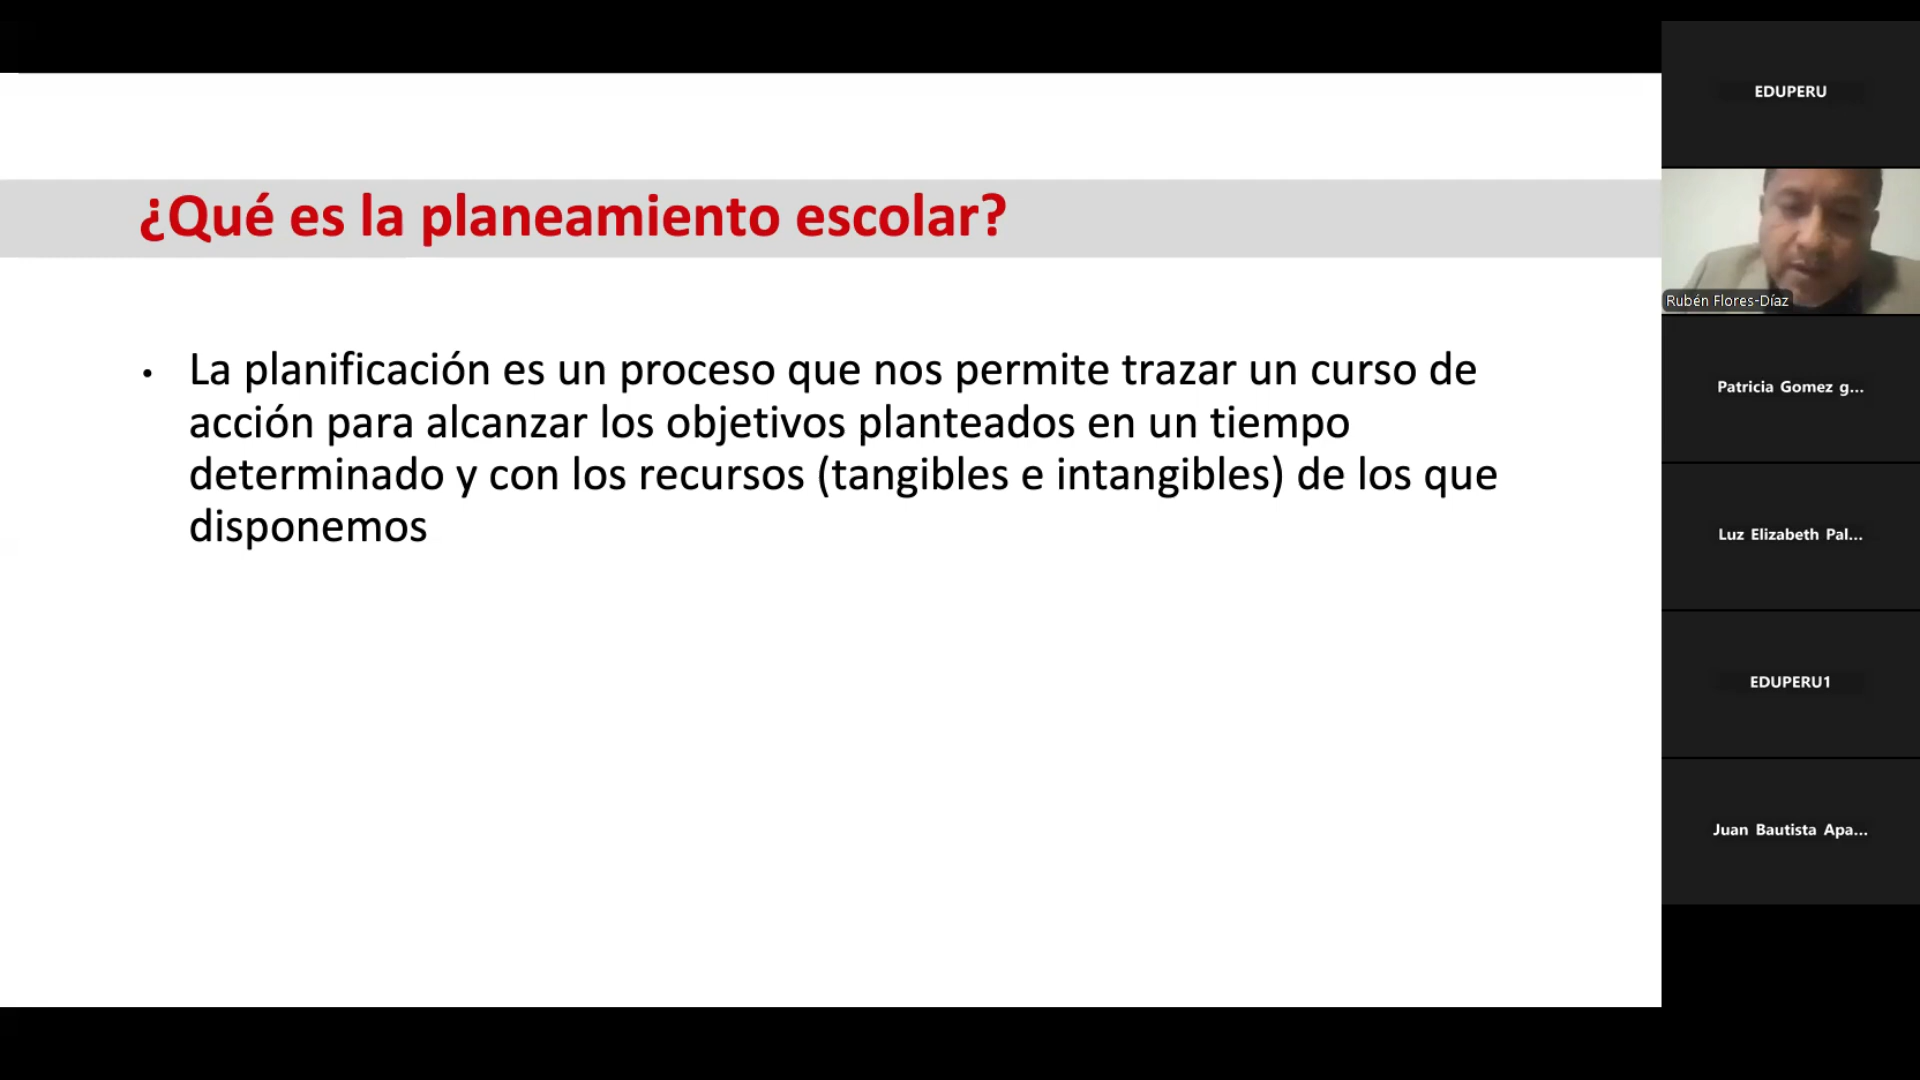 ¿Qué es la planeamiento escolar?
• La planificación es un proceso que nos permite trazar un curso de
acción para alcanzar los objetivos planteados en un tiempo
determinado y con los recursos (tangibles e intangibles) de los que
disponemos
EDUPERU
Rubén Flores-Díaz
Patricia Gomez g...
Luz Elizabeth Pal...
EDUPERU1
Juan Bautista Apa...